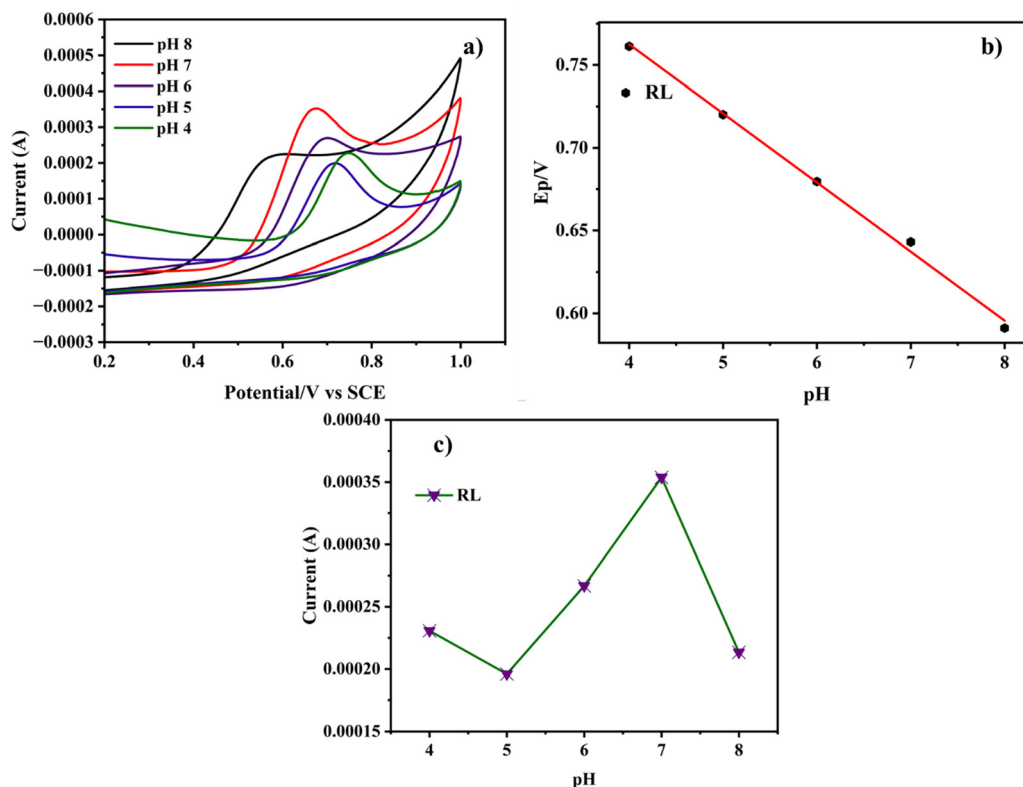 a)
pH 8
pH 7
pH 6
pH 5
pH 4
0.0006
0.0005
0.0004
0.0003
0.0002
0.0001
0.0000
−0.0001
−0.0002
−0.0003
Current (A)
0.2 0.4 0.6 0.8 1.0
Potential/V vs SCE
b)
RL
0.75
0.70
0.65
0.60
Ep/V
4 5 6 7 8
pH
c)
RL
0.00040
0.00035
0.00030
0.00025
0.00020
0.00015
Current (A)
4 5 6 7 8
pH